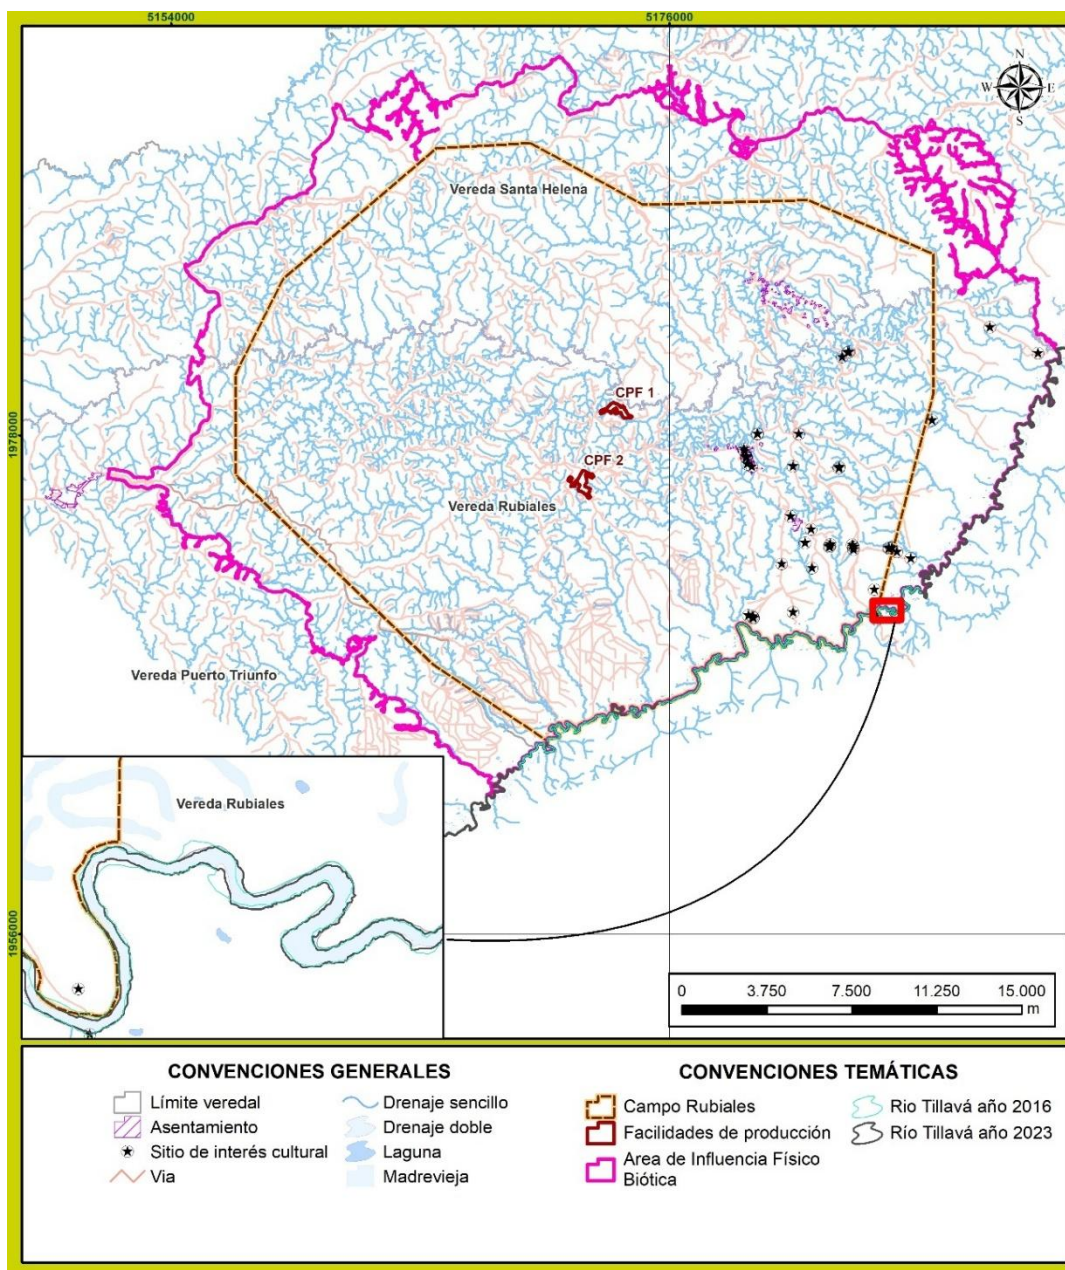 5154000
5176000
N
W
E
S
Vereda Santa Helena
CPF 1
1978000
CPF 2
Vereda Rubiales
Vereda Puerto Triunfo
Vereda Rubiales
1956000
0 3.750 7.500 11.250 15.000
m
CONVENCIONES GENERALES
Límite veredal
Asentamiento
Sitio de interés cultural
Via
Drenaje sencillo
Drenaje doble
Laguna
Madrevieja
CONVENCIONES TEMÁTICAS
Campo Rubiales
Facilidades de producción
Area de Influencia Físico
Biótica
Rio Tillavá año 2016
Río Tillavá año 2023